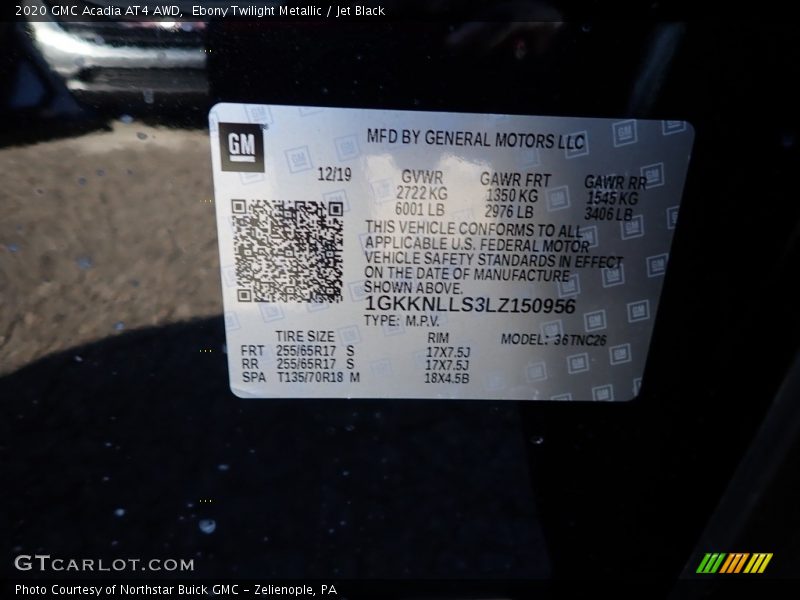 2020 GMC Acadia AT4 AWD, Ebony Twilight Metallic / Jet Black
GM
MFD BY GENERAL MOTORS LLC
12/19 GVWR GAWR FRT GAWR RR
2722 KG 1350 KG 1545 KG
6001 LB 2976 LB 3406 LB
THIS VEHICLE CONFORMS TO ALL
APPLICABLE U.S. FEDERAL MOTOR
VEHICLE SAFETY STANDARDS IN EFFECT
ON THE DATE OF MANUFACTURE
SHOWN ABOVE.
1GKKNLLS3LZ150956
TYPE: M.P.V.
TIRE SIZE RIM MODEL: 36TNC26
FRT 255/65R17 S 17X7.5J
RR 255/65R17 S 17X7.5J
SPA T135/70R18 M 18X4.5B
GTCARLOT.COM
Photo Courtesy of Northstar Buick GMC - Zelienople, PA